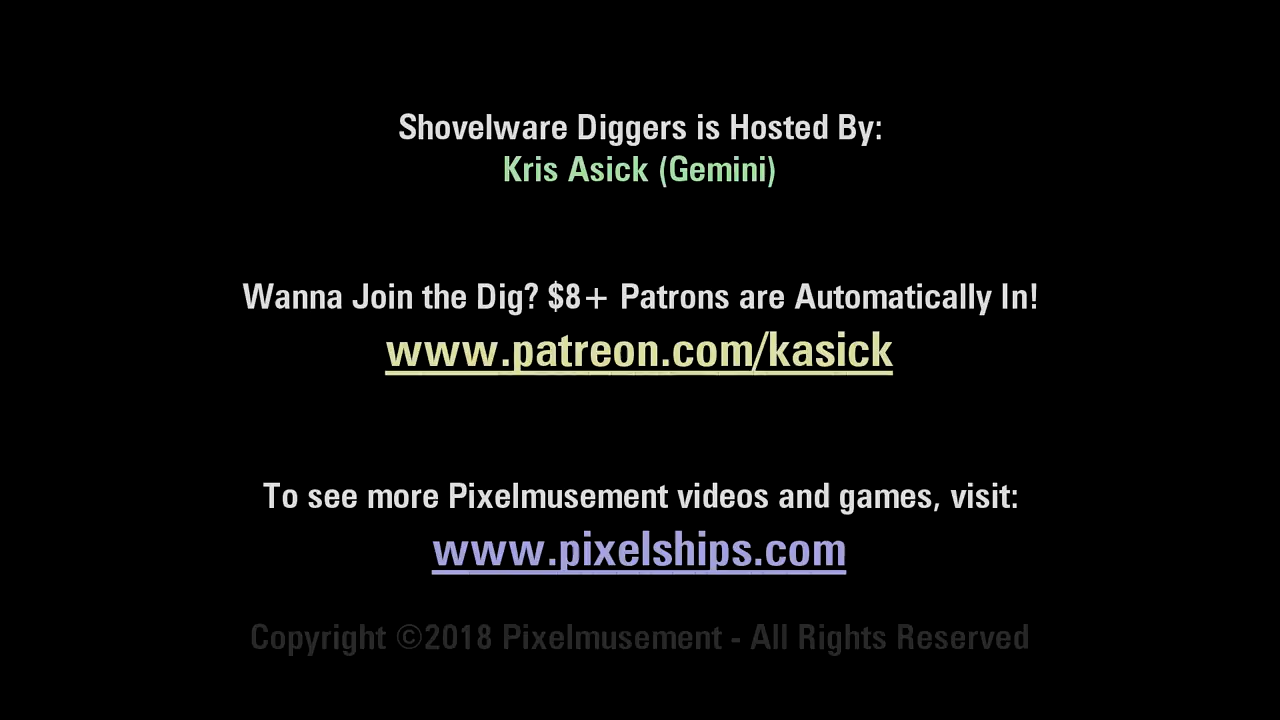 Shovelware Diggers is Hosted By:
Kris Asick (Gemini)
Wanna Join the Dig? $8+ Patrons are Automatically In!
www.patreon.com/kasick
To see more Pixelmusement videos and games, visit:
www.pixelships.com
Copyright ©2018 Pixelmusement - All Rights Reserved